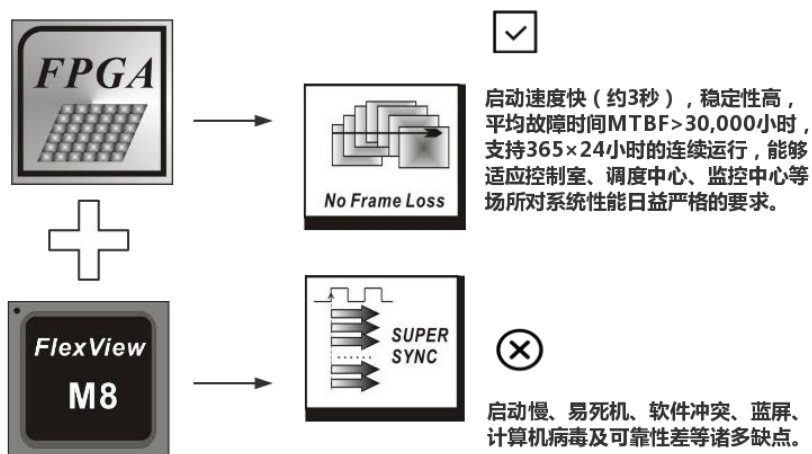 FPGA
No Frame Loss
启动速度快（约3秒），稳定性高，
平均故障时间MTBF>30,000小时，
支持365×24小时的连续运行，能够
适应控制室、调度中心、监控中心等
场所对系统性能日益严格的要求。
FlexView
M8
SUPER
SYNC
启动慢、易死机、软件冲突、蓝屏、
计算机病毒及可靠性差等诸多缺点。